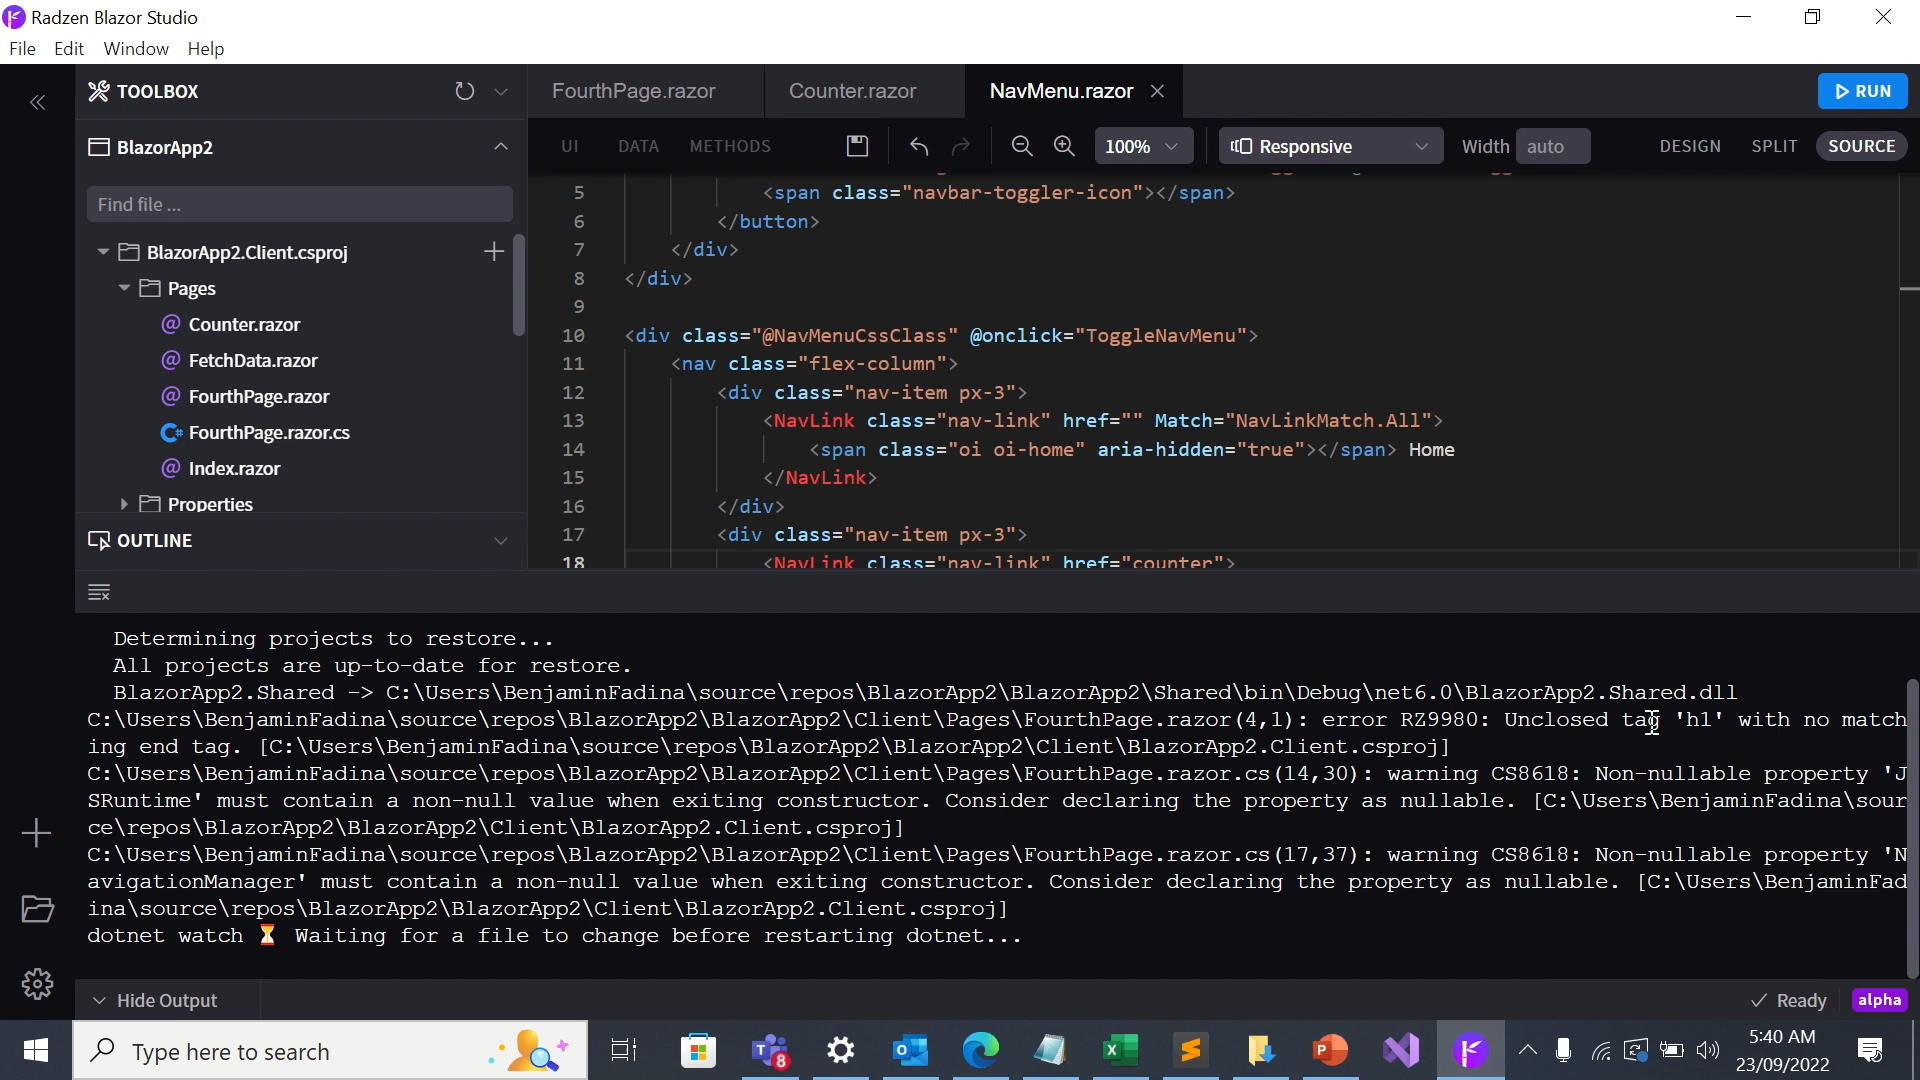 Radzen Blazor Studio
File Edit Window Help
TOOLBOX
FourthPage.razor Counter.razor NavMenu.razor
RUN
BlazorApp2
UI DATA METHODS 100% Responsive Width auto DESIGN SPLIT SOURCE
Find file ...
BlazorApp2.Client.csproj
Pages
Counter.razor
FetchData.razor
FourthPage.razor
FourthPage.razor.cs
Index.razor
Properties
OUTLINE
5 <span class="navbar-toggler-icon"></span>
6 </button>
7 </div>
8 </div>
9
10 <div class="@NavMenuCssClass" @onclick="ToggleNavMenu">
11 <nav class="flex-column">
12 <div class="nav-item px-3">
13 <NavLink class="nav-link" href="" Match="NavLinkMatch.All">
14 <span class="oi oi-home" aria-hidden="true"></span> Home
15 </NavLink>
16 </div>
17 <div class="nav-item px-3">
18 <NavLink class="nav-link" href="counter">
Determining projects to restore...
All projects are up-to-date for restore.
BlazorApp2.Shared -> C:\Users\BenjaminFadina\source\repos\BlazorApp2\BlazorApp2\Shared\bin\Debug\net6.0\BlazorApp2.Shared.dll
C:\Users\BenjaminFadina\source\repos\BlazorApp2\BlazorApp2\Client\Pages\FourthPage.razor(4,1): error RZ9980: Unclosed tag 'h1' with no match
ing end tag. [C:\Users\BenjaminFadina\source\repos\BlazorApp2\BlazorApp2\Client\BlazorApp2.Client.csproj]
C:\Users\BenjaminFadina\source\repos\BlazorApp2\BlazorApp2\Client\Pages\FourthPage.razor.cs(14,30): warning CS8618: Non-nullable property 'J
SRuntime' must contain a non-null value when exiting constructor. Consider declaring the property as nullable. [C:\Users\BenjaminFadina\sour
ce\repos\BlazorApp2\BlazorApp2\Client\BlazorApp2.Client.csproj]
C:\Users\BenjaminFadina\source\repos\BlazorApp2\BlazorApp2\Client\Pages\FourthPage.razor.cs(17,37): warning CS8618: Non-nullable property 'N
avigationManager' must contain a non-null value when exiting constructor. Consider declaring the property as nullable. [C:\Users\BenjaminFad
ina\source\repos\BlazorApp2\BlazorApp2\Client\BlazorApp2.Client.csproj]
dotnet watch ⏳ Waiting for a file to change before restarting dotnet...
Hide Output
Ready alpha
Type here to search
8
5:40 AM
23/09/2022